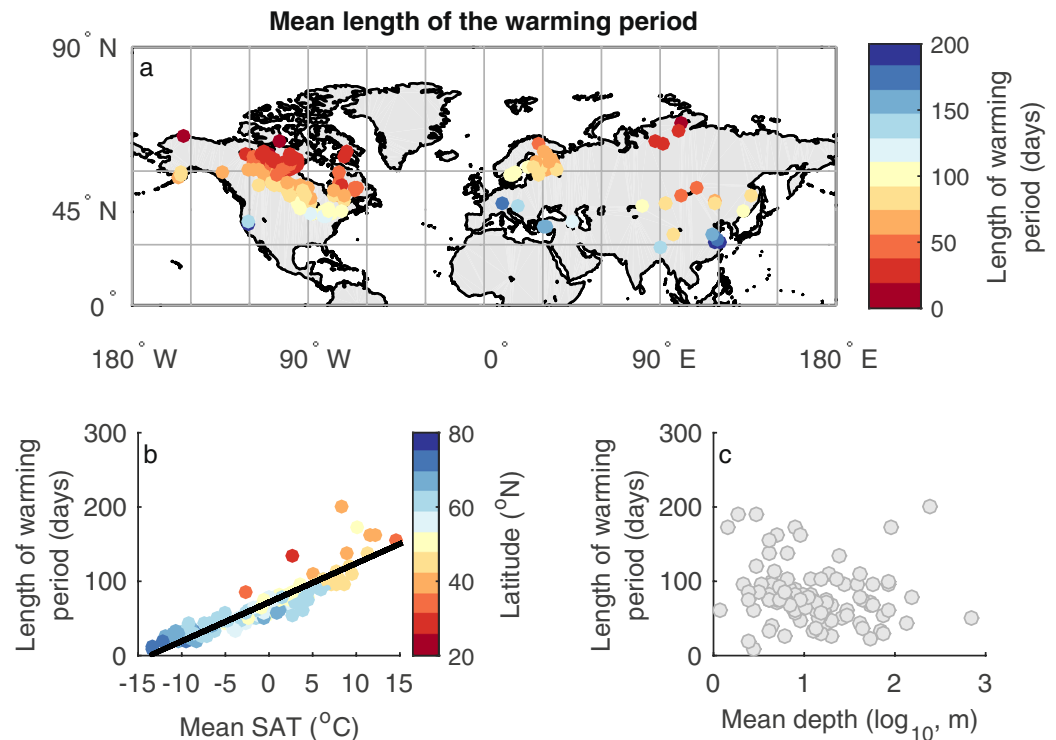 Mean length of the warming period
90° N
a
45° N
0°
180° W
90° W
0°
90° E
180° E
200
150
100
50
0
Length of warming
period (days)
300
b
200
100
0
Length of warming
period (days)
-15 -10
0
5
10
15
Mean SAT (°C)
80
60
40
20
Latitude (°N)
300
c
200
100
0
Length of warming
period (days)
0
1
2
3
Mean depth (log10, m)